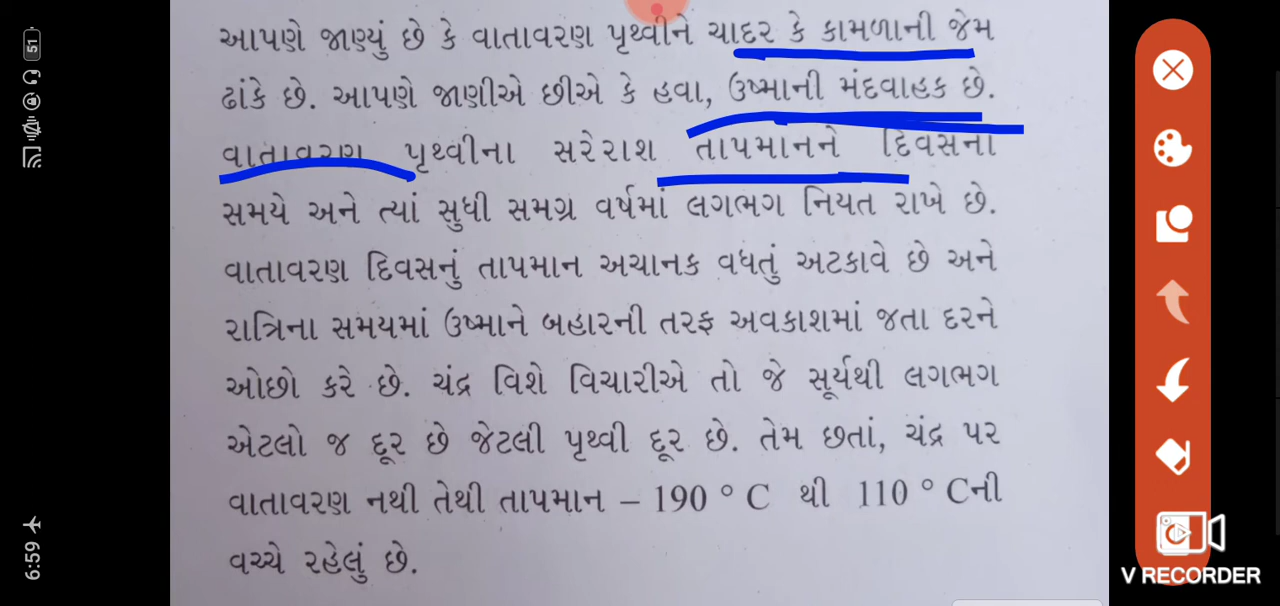 આપણે જાણ્યું છે કે વાતાવરણ પૃથ્વીને ચાદર કે કામળાની જેમ
ઢાંકે છે. આપણે જાણીએ છીએ કે હવા, ઉષ્માની મંદવાહક છે.
વાતાવરણ પૃથ્વીના સરેરાશ તાપમાનને દિવસના
સમયે અને ત્યાં સુધી સમગ્ર વર્ષમાં લગભગ નિયત રાખે છે.
વાતાવરણ દિવસનું તાપમાન અચાનક વધતું અટકાવે છે અને
રાત્રિના સમયમાં ઉષ્માને બહારની તરફ અવકાશમાં જતા દરને
ઓછો કરે છે. ચંદ્ર વિશે વિચારીએ તો જે સૂર્યથી લગભગ
એટલો જ દૂર છે જેટલી પૃથ્વી દૂર છે. તેમ છતાં, ચંદ્ર પર
વાતાવરણ નથી તેથી તાપમાન – 190 ° C થી 110 ° Cની
વચ્ચે રહેલું છે.
51
6:59
V RECORDER